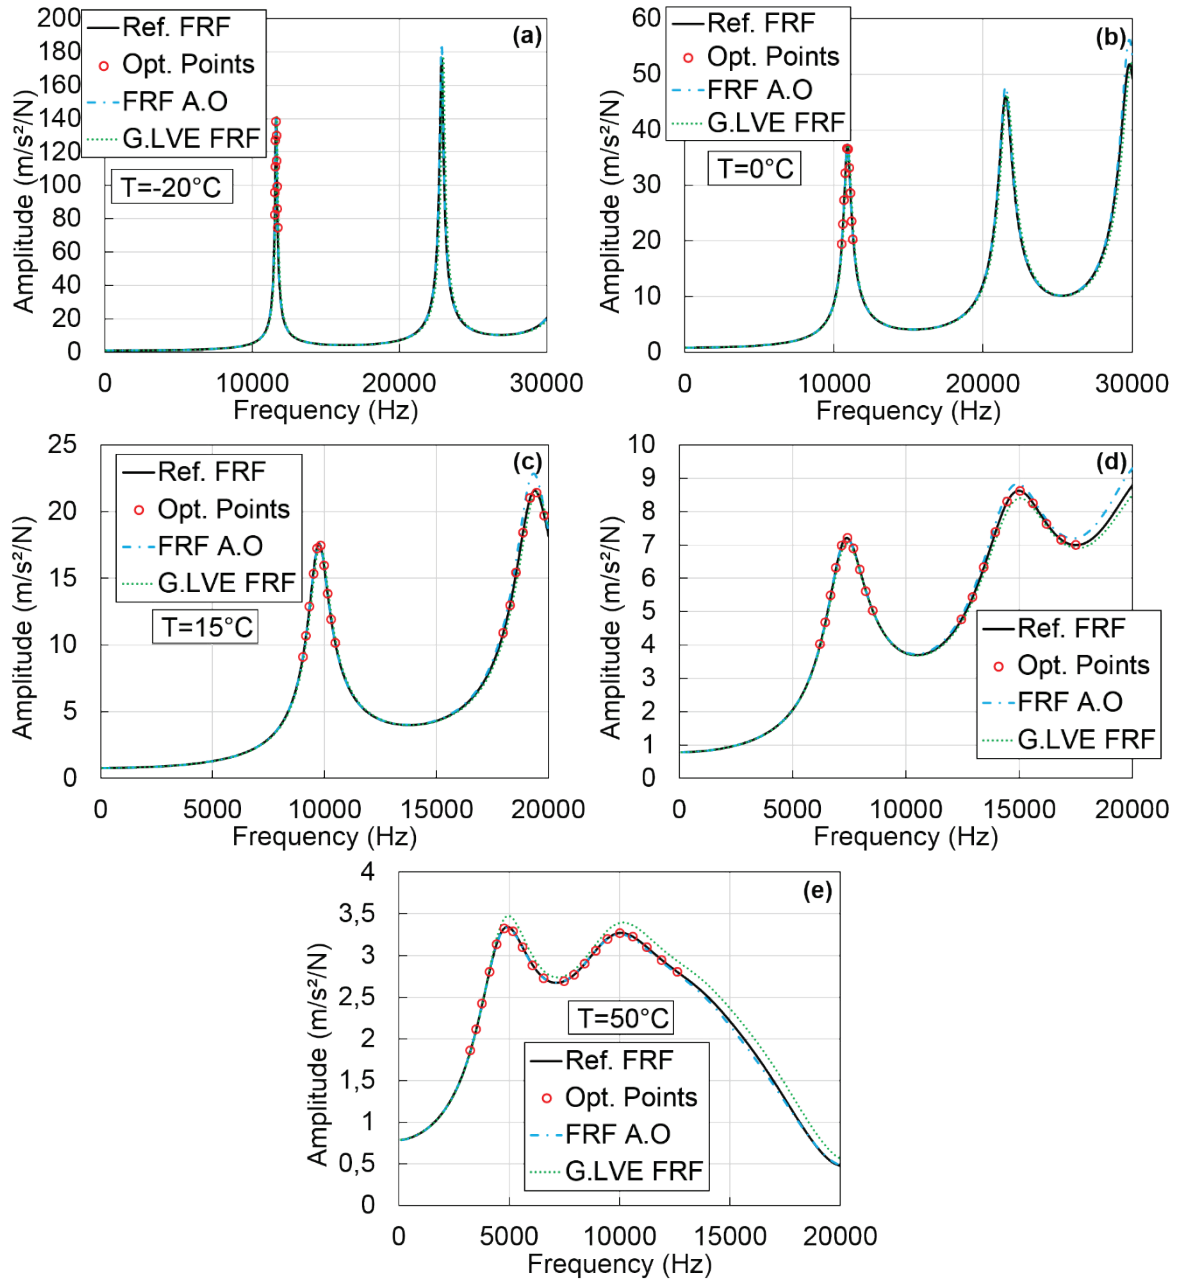 200
180
160
140
120
100
80
60
40
20
0
Amplitude (m/s²/N)
Ref. FRF
Opt. Points
FRF A.O
G.LVE FRF
T=-20°C
(a)
0 10000 20000 30000
Frequency (Hz)
60
50
40
30
20
10
0
Amplitude (m/s²/N)
Ref. FRF
Opt. Points
FRF A.O
G.LVE FRF
T=0°C
(b)
0 10000 20000 30000
Frequency (Hz)
25
20
15
10
5
0
Amplitude (m/s²/N)
Ref. FRF
Opt. Points
FRF A.O
G.LVE FRF
T=15°C
(c)
0 5000 10000 15000 20000
Frequency (Hz)
10
9
8
7
6
5
4
3
2
1
0
Amplitude (m/s²/N)
(d)
Ref. FRF
Opt. Points
FRF A.O
G.LVE FRF
0 5000 10000 15000 20000
Frequency (Hz)
4
3,5
3
2,5
2
1,5
1
0,5
0
Amplitude (m/s²/N)
(e)
T=50°C
Ref. FRF
Opt. Points
FRF A.O
G.LVE FRF
0 5000 10000 15000 20000
Frequency (Hz)